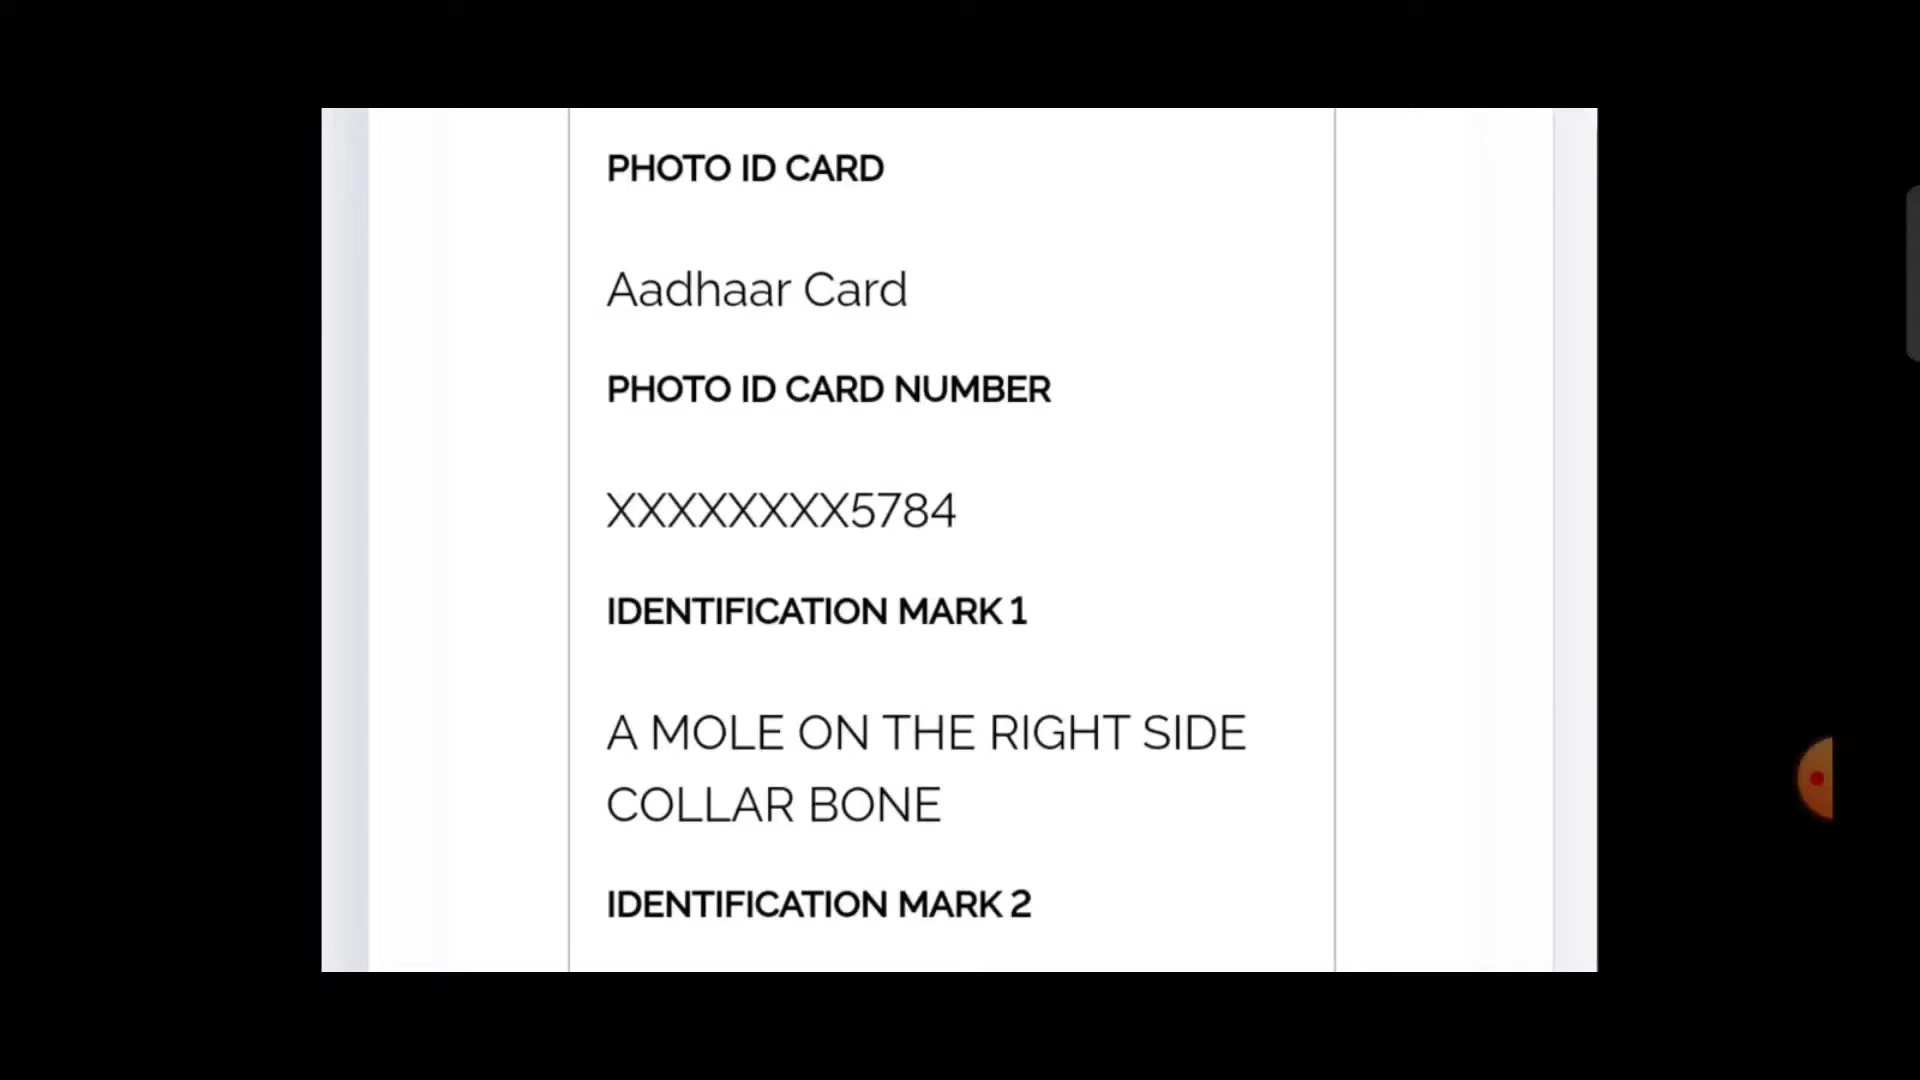 PHOTO ID CARD
Aadhaar Card
PHOTO ID CARD NUMBER
XXXXXXXX5784
IDENTIFICATION MARK 1
A MOLE ON THE RIGHT SIDE
COLLAR BONE
IDENTIFICATION MARK 2